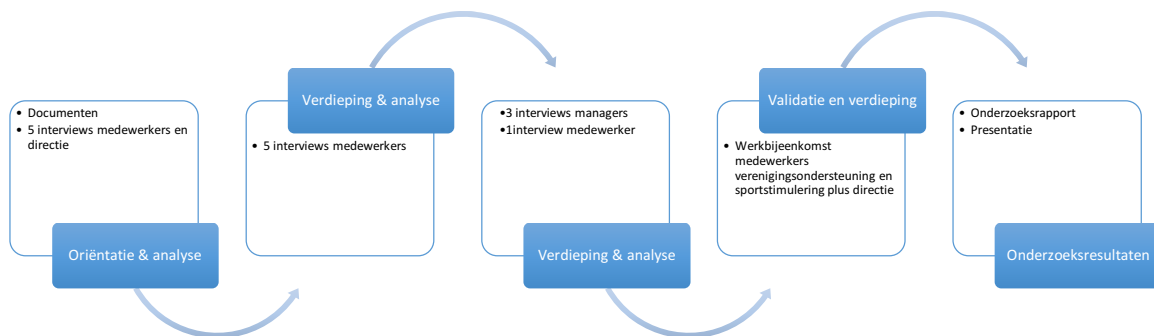 • Documenten
• 5 interviews medewerkers en
directie
Oriëntatie & analyse
Verdieping & analyse
• 5 interviews medewerkers
•3 interviews managers
•1interview medewerker
Verdieping & analyse
Validatie en verdieping
• Werkbijeenkomst
medewerkers
verenigingsondersteuning en
sportstimulering plus directie
• Onderzoeksrapport
• Presentatie
Onderzoeksresultaten